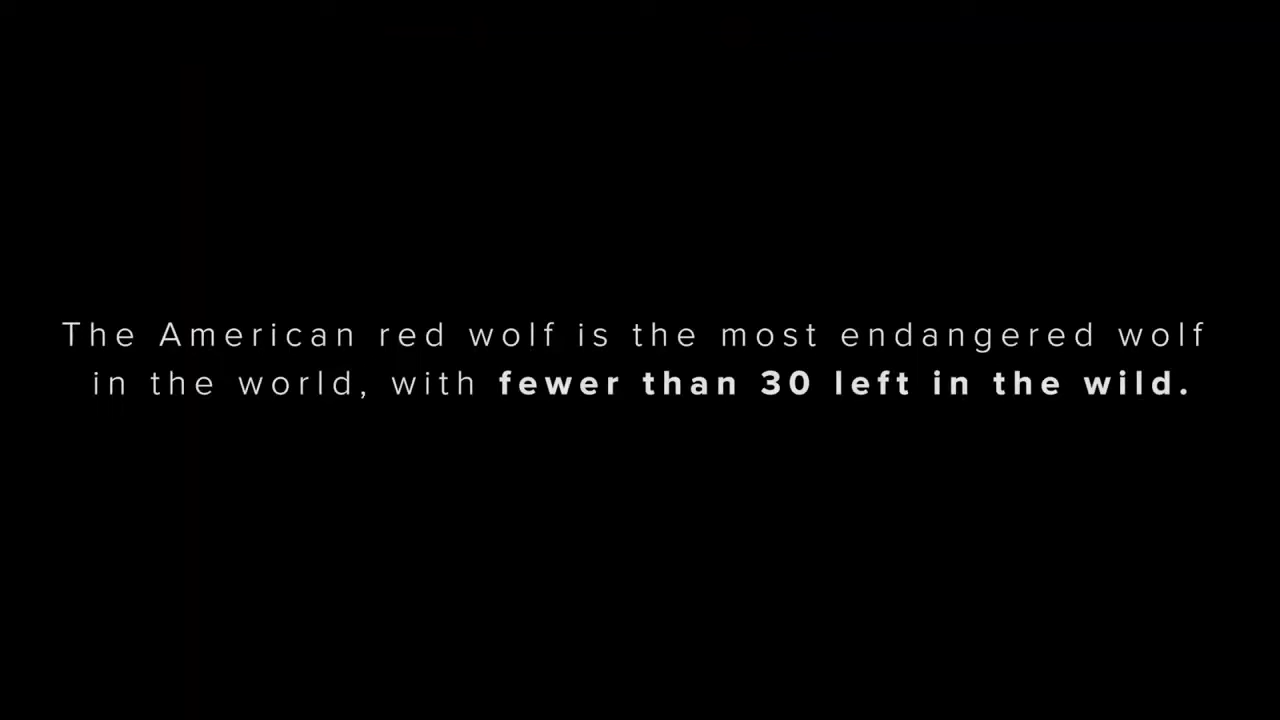 The American red wolf is the most endangered wolf
in the world, with fewer than 30 left in the wild.